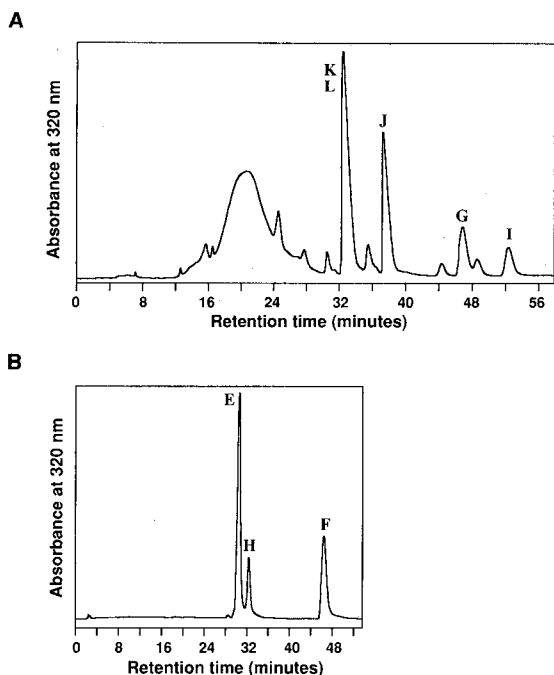 A
Absorbance at 320 nm
K
L
J
G
I
0 8 16 24 32 40 48 56
Retention time (minutes)
B
Absorbance at 320 nm
E
H
F
0 8 16 24 32 40 48
Retention time (minutes)